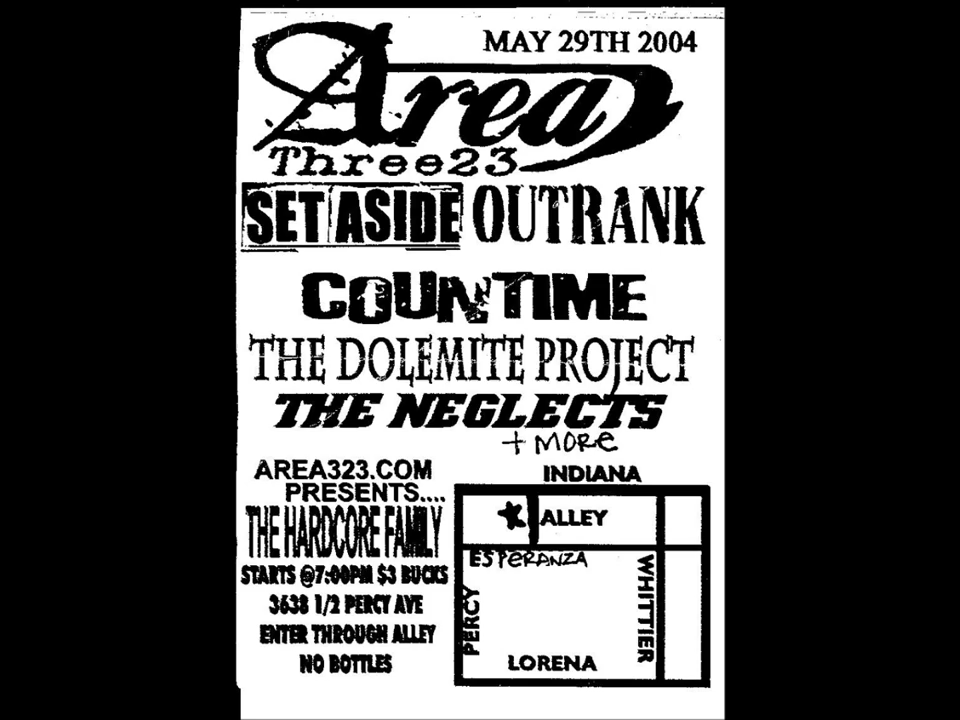 MAY 29TH 2004
Area
Three23
SET ASIDE OUTRANK
COUNTIME
THE DOLEMITE PROJECT
THE NEGLECTS
+ MORE
AREA323.COM
PRESENTS....
THE HARDCORE FAMILY
STARTS @7:00PM $3 BUCKS
3638 1/2 PERCY AVE
ENTER THROUGH ALLEY
NO BOTTLES
INDIANA
ALLEY
ESPERANZA
PERCY
WHITTIER
LORENA